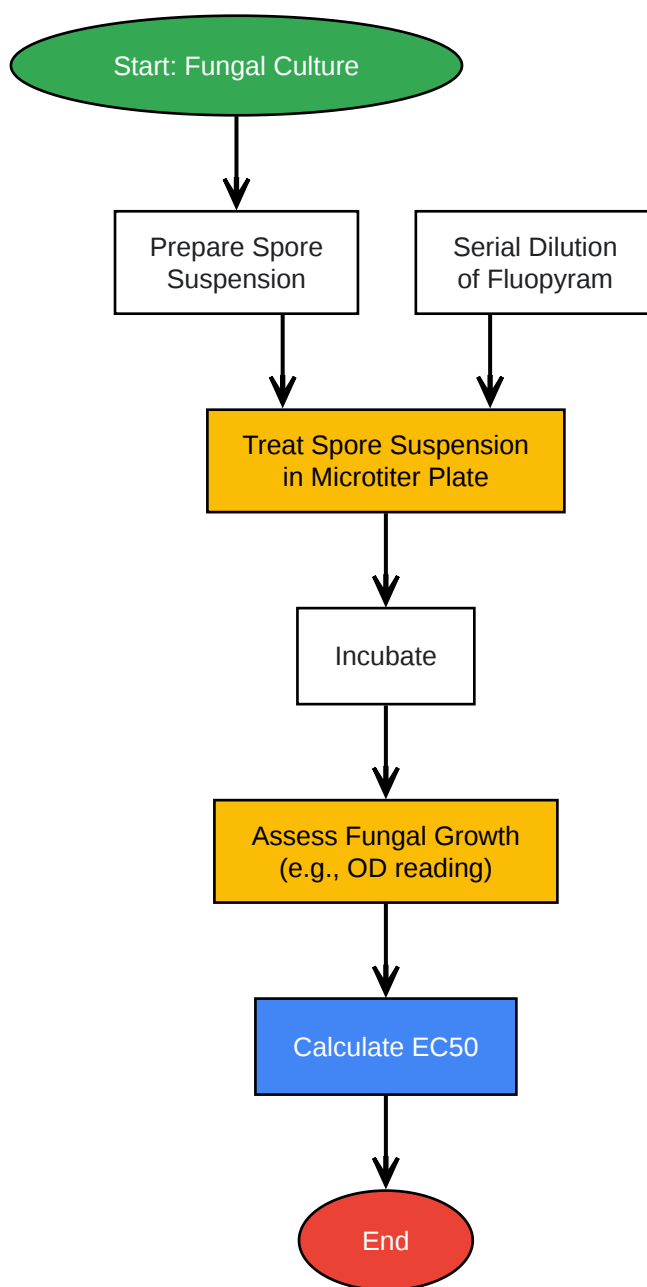 Start: Fungal Culture
Prepare Spore
Suspension
Serial Dilution
of Fluopyram
Treat Spore Suspension
in Microtiter Plate
Incubate
Assess Fungal Growth
(e.g., OD reading)
Calculate EC50
End